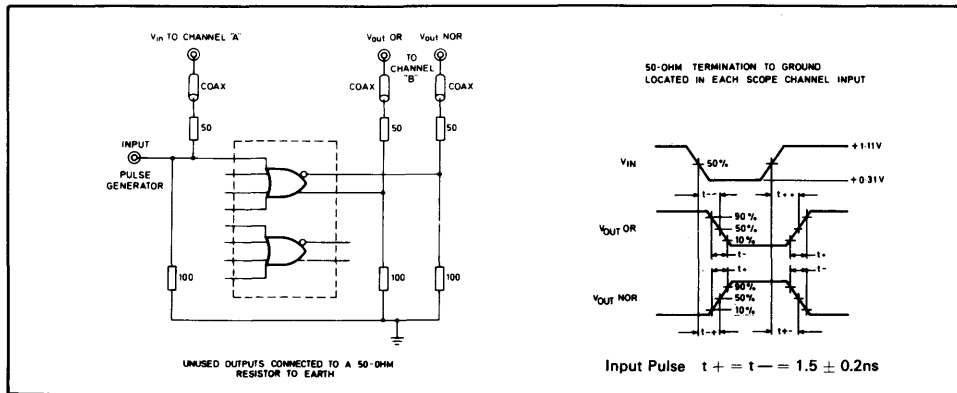 Vin TO CHANNEL "A"
Vout OR
Vout NOR
TO
CHANNEL
"B"
COAX
COAX
COAX
50
50
50
INPUT
PULSE
GENERATOR
100
100
100
UNUSED OUTPUTS CONNECTED TO A 50-OHM
RESISTOR TO EARTH
50-OHM TERMINATION TO GROUND
LOCATED IN EACH SCOPE CHANNEL INPUT
VIN
50%
+1·11V
+0·31V
t--
t++
VOUT OR
90%
50%
10%
t-
t+
VOUT NOR
t+
t-
90%
50%
10%
t-+
t+-
Input Pulse t + = t — = 1.5 ± 0.2ns